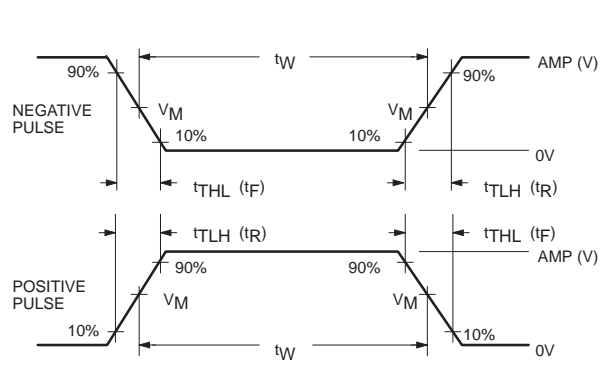 tW
AMP (V)
90%
90%
NEGATIVE
PULSE
VM
VM
10%
10%
0V
tTHL (tF)
tTLH (tR)
tTLH (tR)
tTHL (tF)
AMP (V)
90%
90%
POSITIVE
PULSE
VM
VM
10%
10%
tW
0V